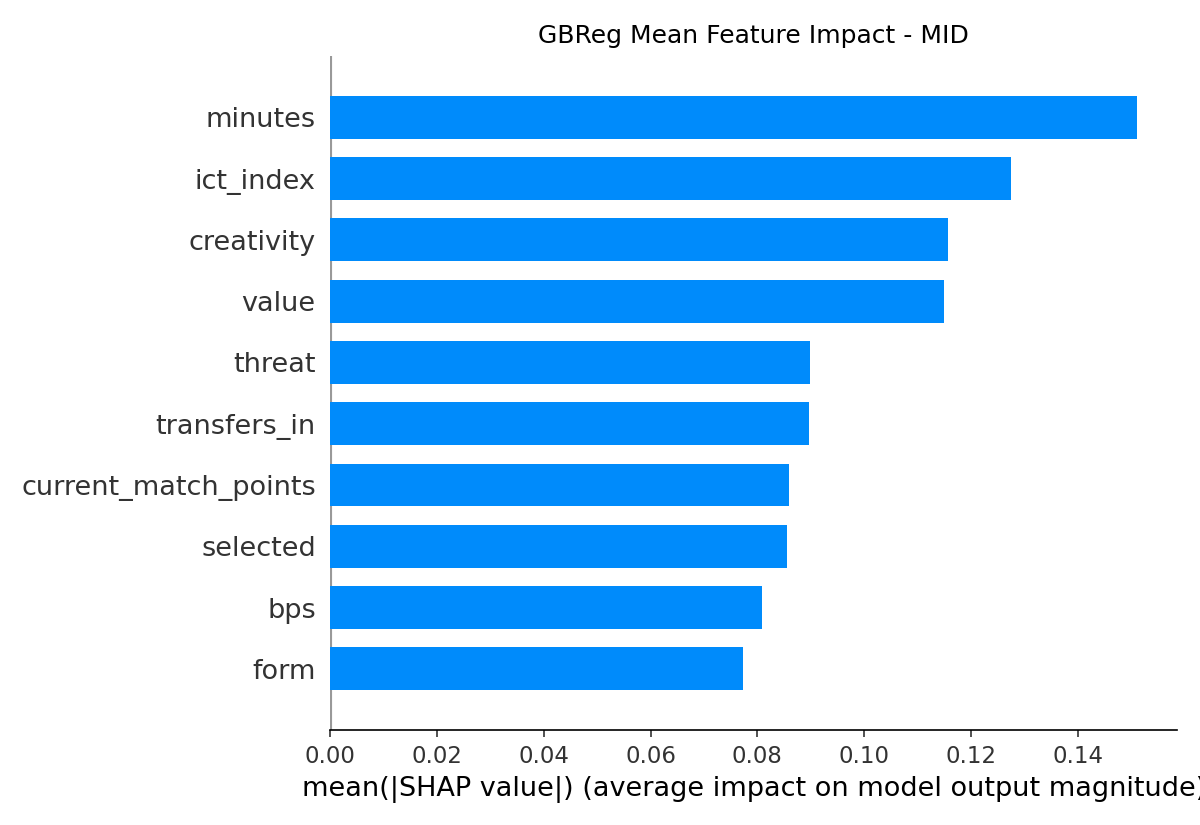 GBReg Mean Feature Impact - MID
minutes
ict_index
creativity
value
threat
transfers_in
current_match_points
selected
bps
form
0.00 0.02 0.04 0.06 0.08 0.10 0.12 0.14
mean(|SHAP value|) (average impact on model output magnitude)